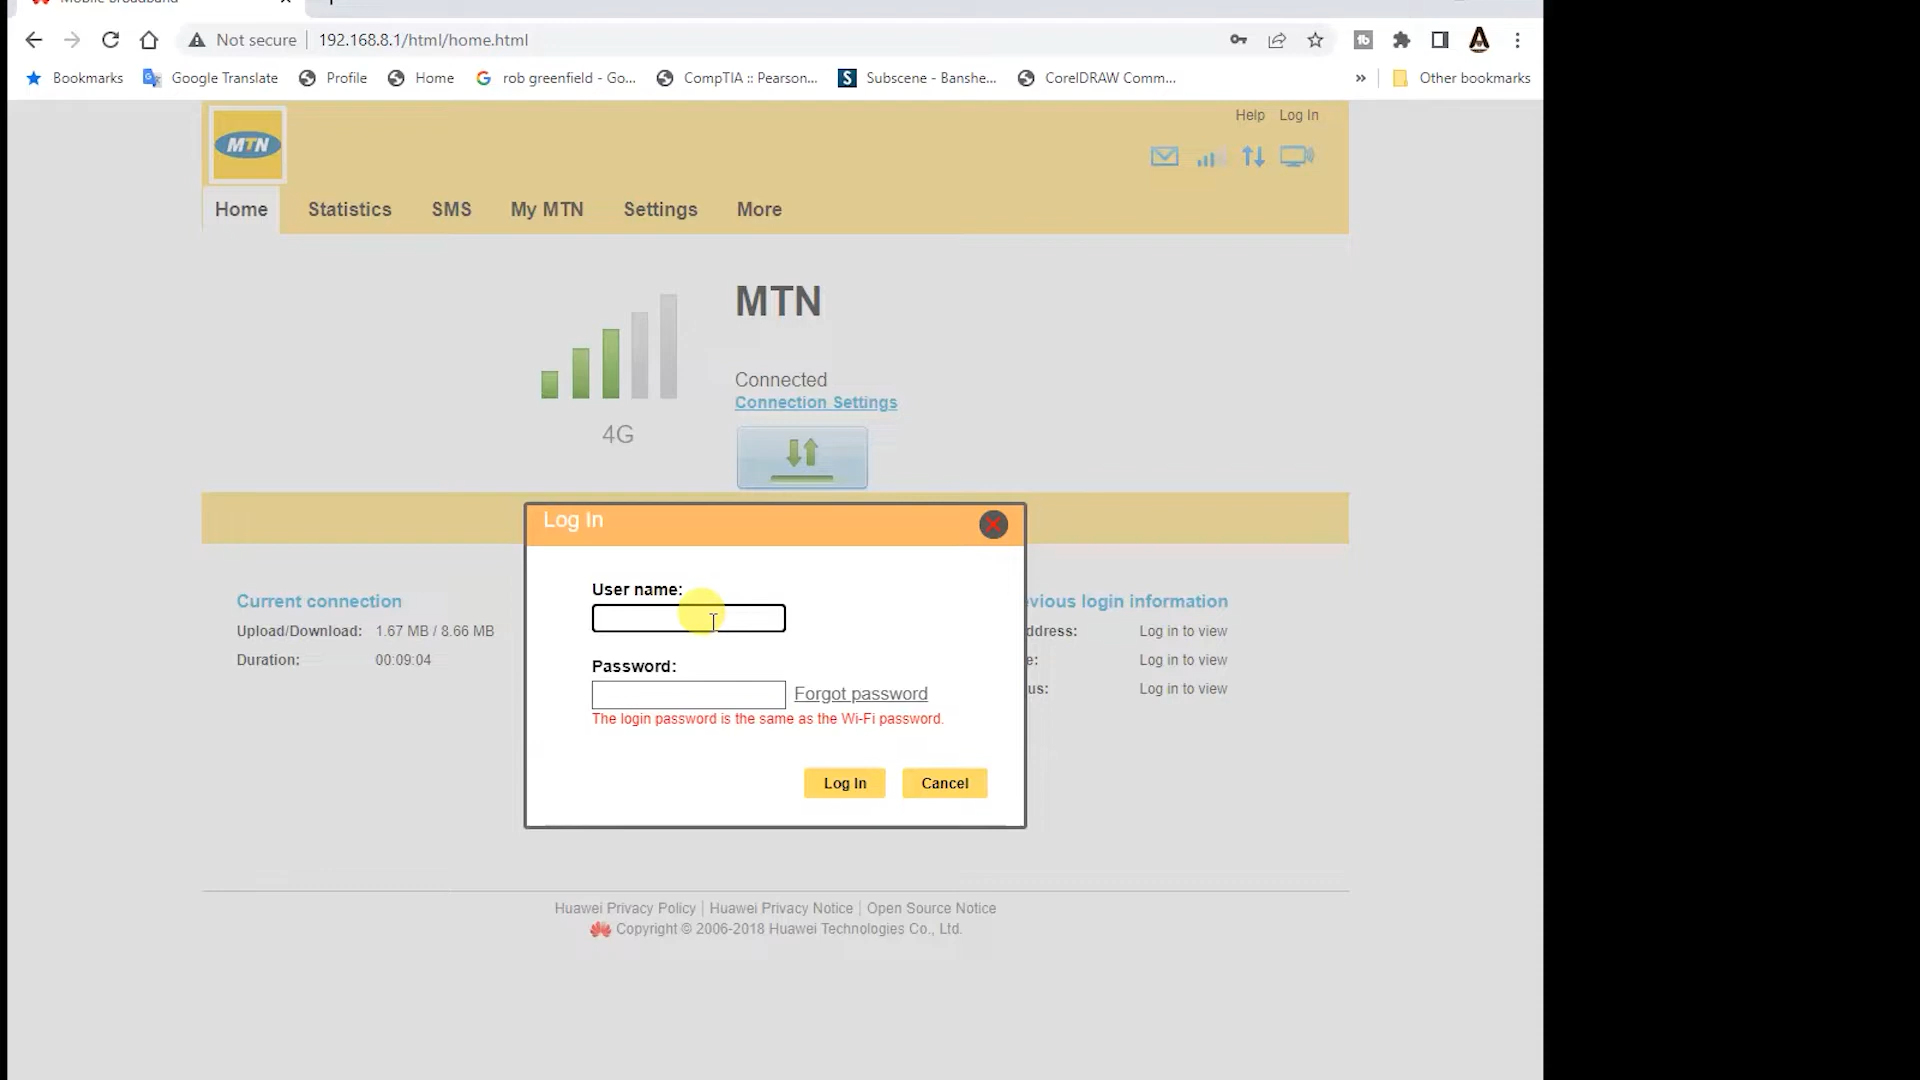 Mobile broadband
Not secure 192.168.8.1/html/home.html
Bookmarks Google Translate Profile Home rob greenfield - Go... CompTIA :: Pearson... Subscene - Banshe... CorelDRAW Comm... » Other bookmarks
Help Log In
MTN
Home Statistics SMS My MTN Settings More
MTN
Connected
Connection Settings
4G
Log In
User name:
Password:
Forgot password
The login password is the same as the Wi-Fi password.
Log In Cancel
Current connection
Upload/Download: 1.67 MB / 8.66 MB
Duration: 00:09:04
vious login information
ddress: Log in to view
e: Log in to view
us: Log in to view
Huawei Privacy Policy | Huawei Privacy Notice | Open Source Notice
Copyright © 2006-2018 Huawei Technologies Co., Ltd.